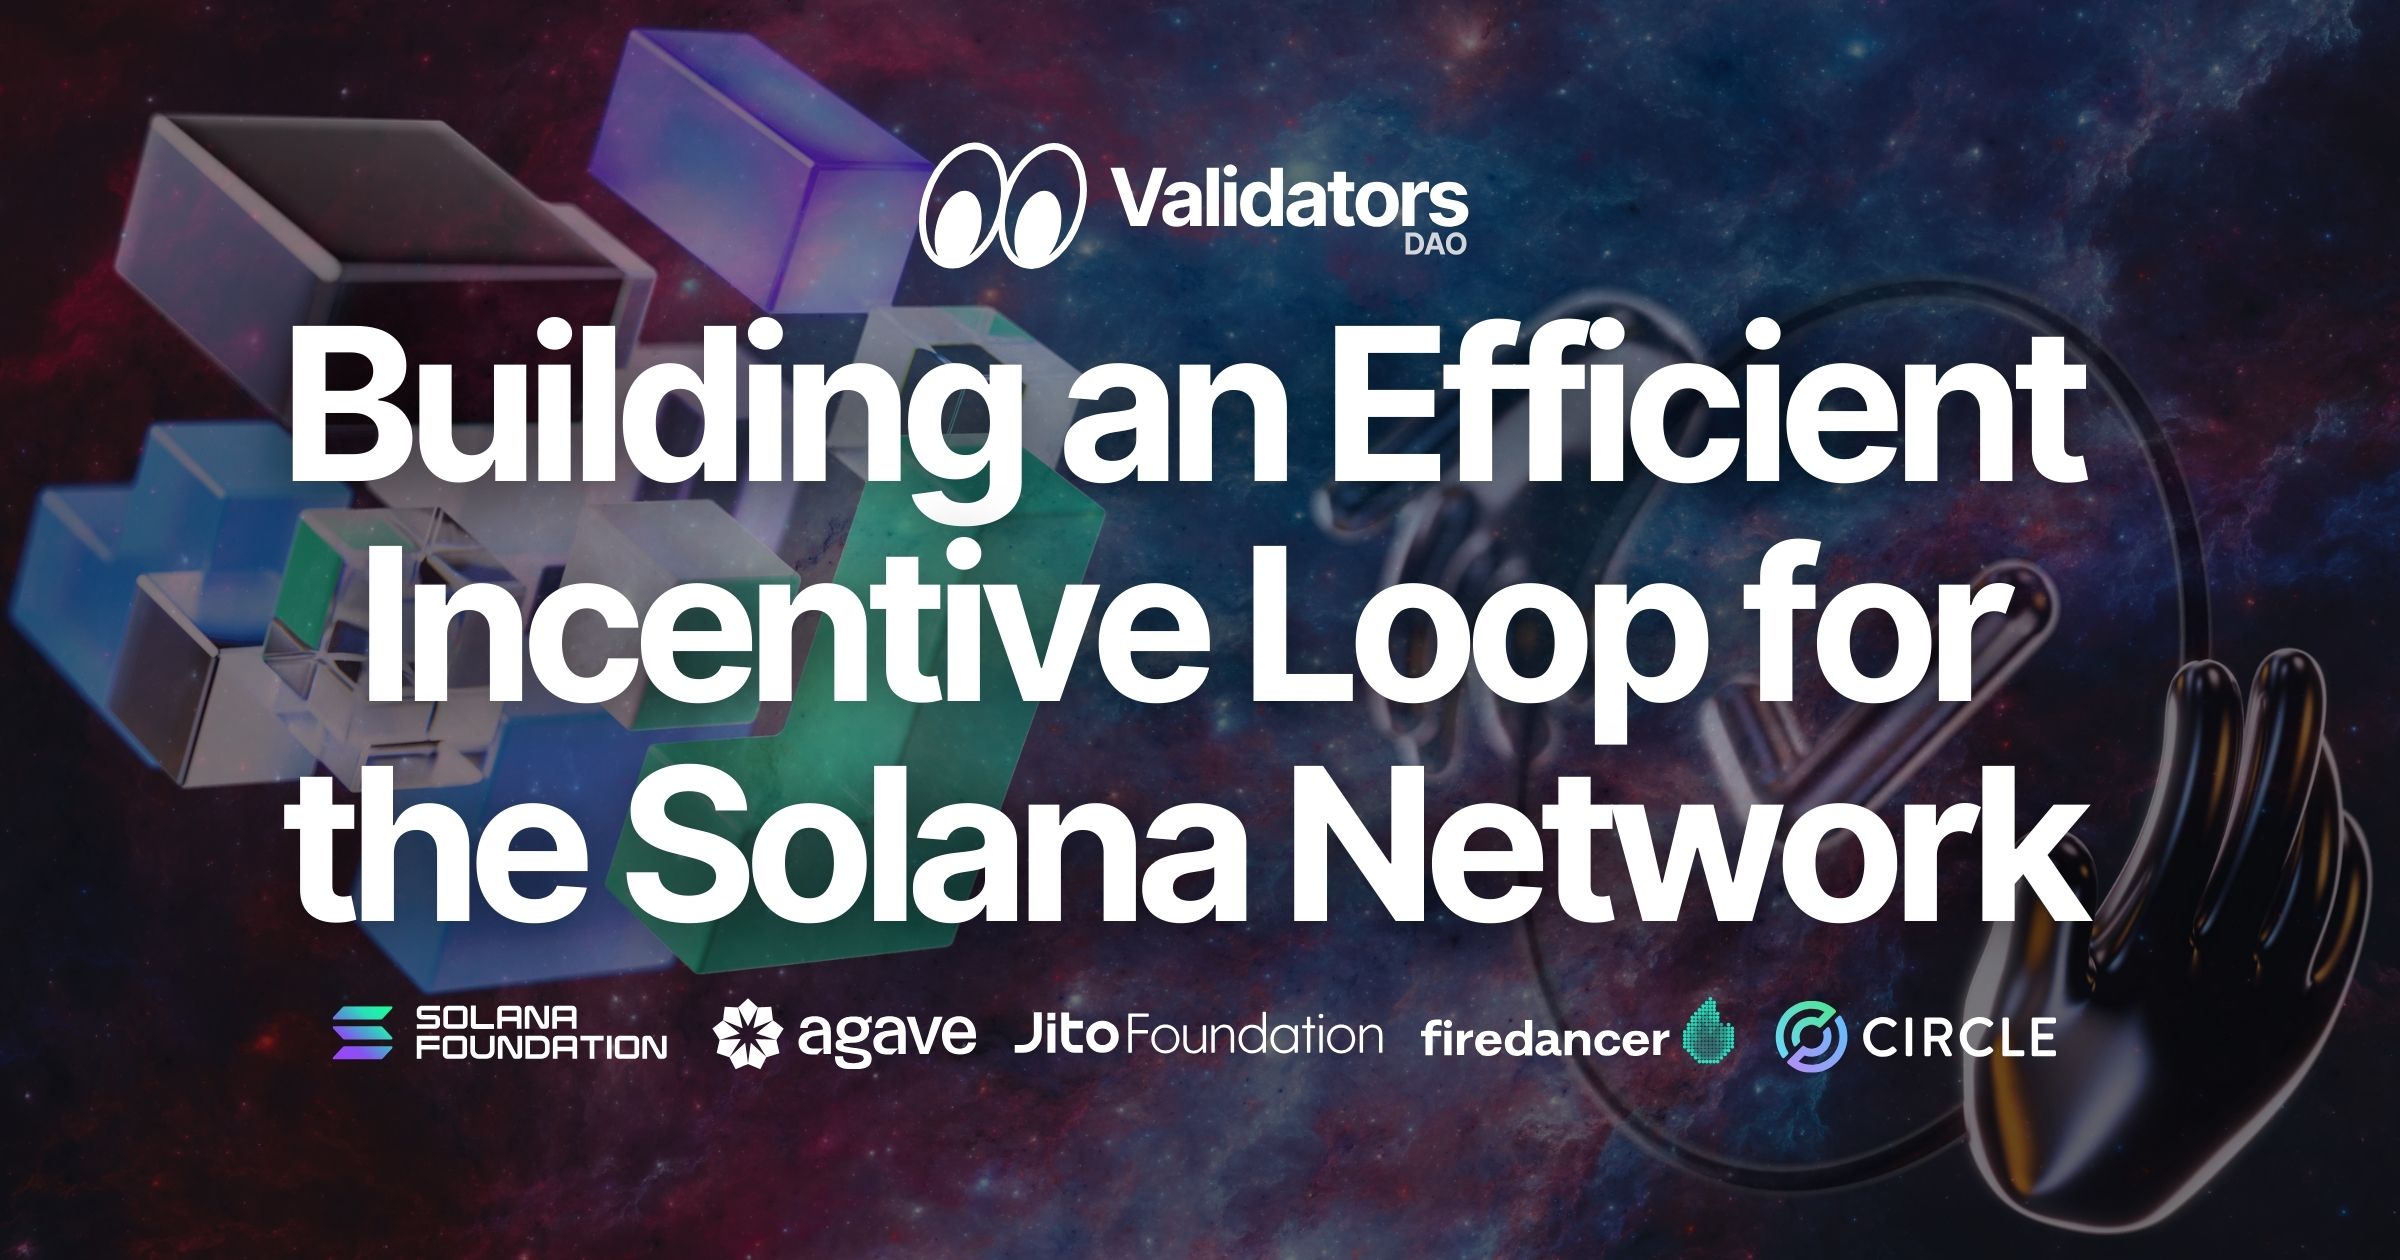 Validators
DAO
Building an Efficient
Incentive Loop for
the Solana Network
SOLANA
FOUNDATION
agave
Jito Foundation
firedancer
CIRCLE